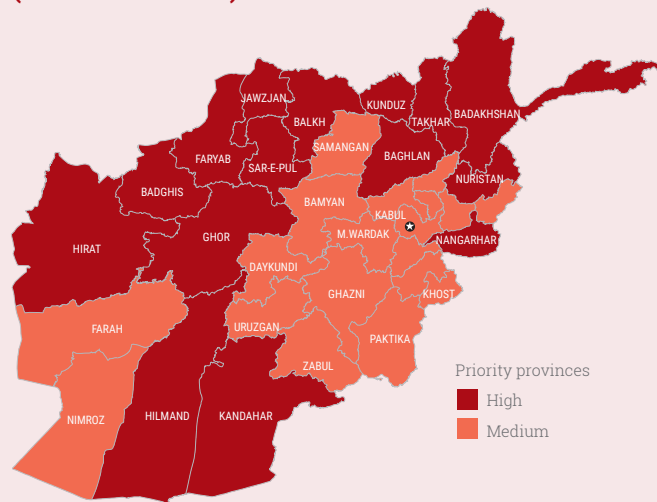 JAWZJAN
BALKH
KUNDUZ
TAKHAR
BADAKHSHAN
SAMANGAN
FARYAB
SAR-E-PUL
BAGHLAN
BADGHIS
NURISTAN
BAMYAN
KABUL
HIRAT
GHOR
M.WARDAK
NANGARHAR
DAYKUNDI
GHAZNI
KHOST
FARAH
URUZGAN
PAKTIKA
ZABUL
Priority provinces
High
Medium
NIMROZ
HILMAND
KANDAHAR